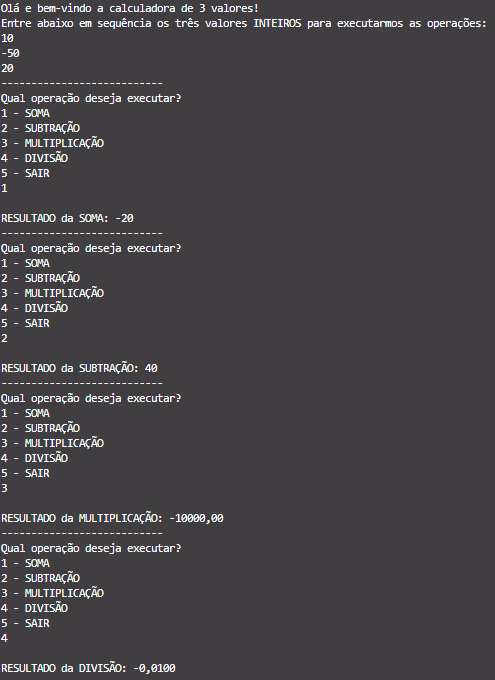 Olá e bem-vindo a calculadora de 3 valores!
Entre abaixo em sequência os três valores INTEIROS para executarmos as operações:
10
-50
20
---------------------------
Qual operação deseja executar?
1 - SOMA
2 - SUBTRAÇÃO
3 - MULTIPLICAÇÃO
4 - DIVISÃO
5 - SAIR
1

RESULTADO da SOMA: -20
---------------------------
Qual operação deseja executar?
1 - SOMA
2 - SUBTRAÇÃO
3 - MULTIPLICAÇÃO
4 - DIVISÃO
5 - SAIR
2

RESULTADO da SUBTRAÇÃO: 40
---------------------------
Qual operação deseja executar?
1 - SOMA
2 - SUBTRAÇÃO
3 - MULTIPLICAÇÃO
4 - DIVISÃO
5 - SAIR
3

RESULTADO da MULTIPLICAÇÃO: -10000,00
---------------------------
Qual operação deseja executar?
1 - SOMA
2 - SUBTRAÇÃO
3 - MULTIPLICAÇÃO
4 - DIVISÃO
5 - SAIR
4

RESULTADO da DIVISÃO: -0,0100